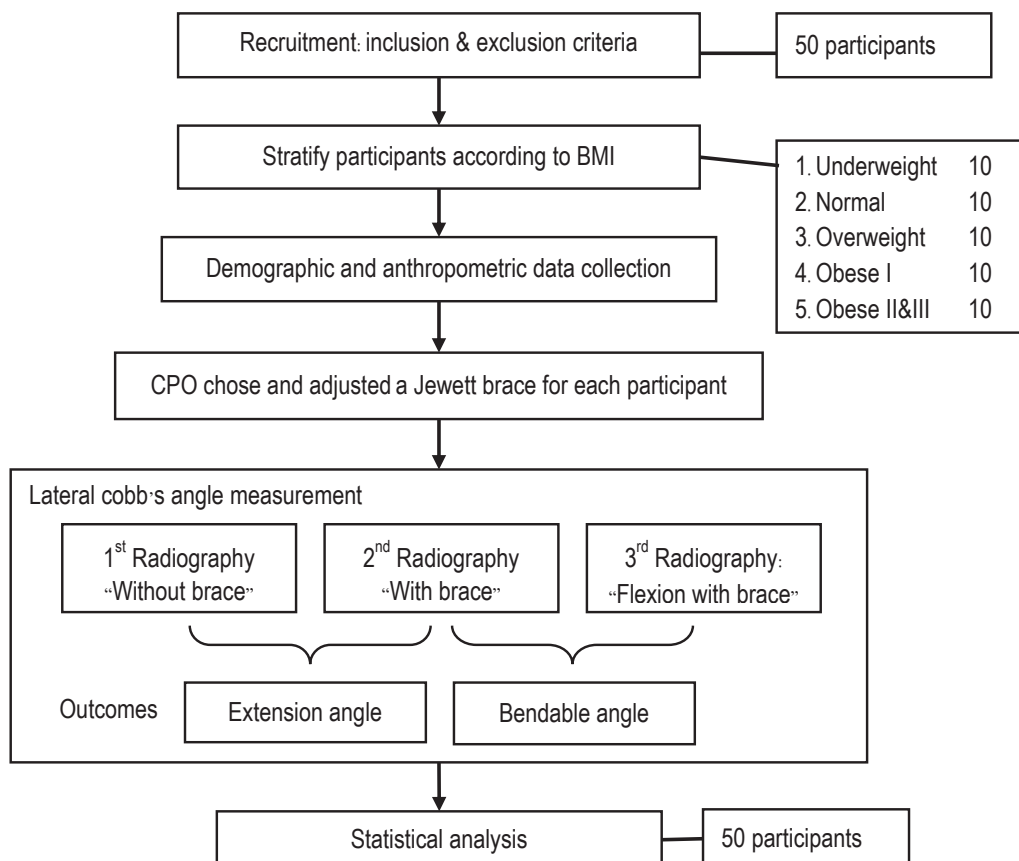 Recruitment: inclusion & exclusion criteria
50 participants
Stratify participants according to BMI
1. Underweight 10
2. Normal 10
3. Overweight 10
4. Obese I 10
5. Obese II&III 10
Demographic and anthropometric data collection
CPO chose and adjusted a Jewett brace for each participant
Lateral cobb's angle measurement
1st Radiography
“Without brace”
2nd Radiography
“With brace”
3rd Radiography:
“Flexion with brace”
Outcomes
Extension angle
Bendable angle
Statistical analysis
50 participants